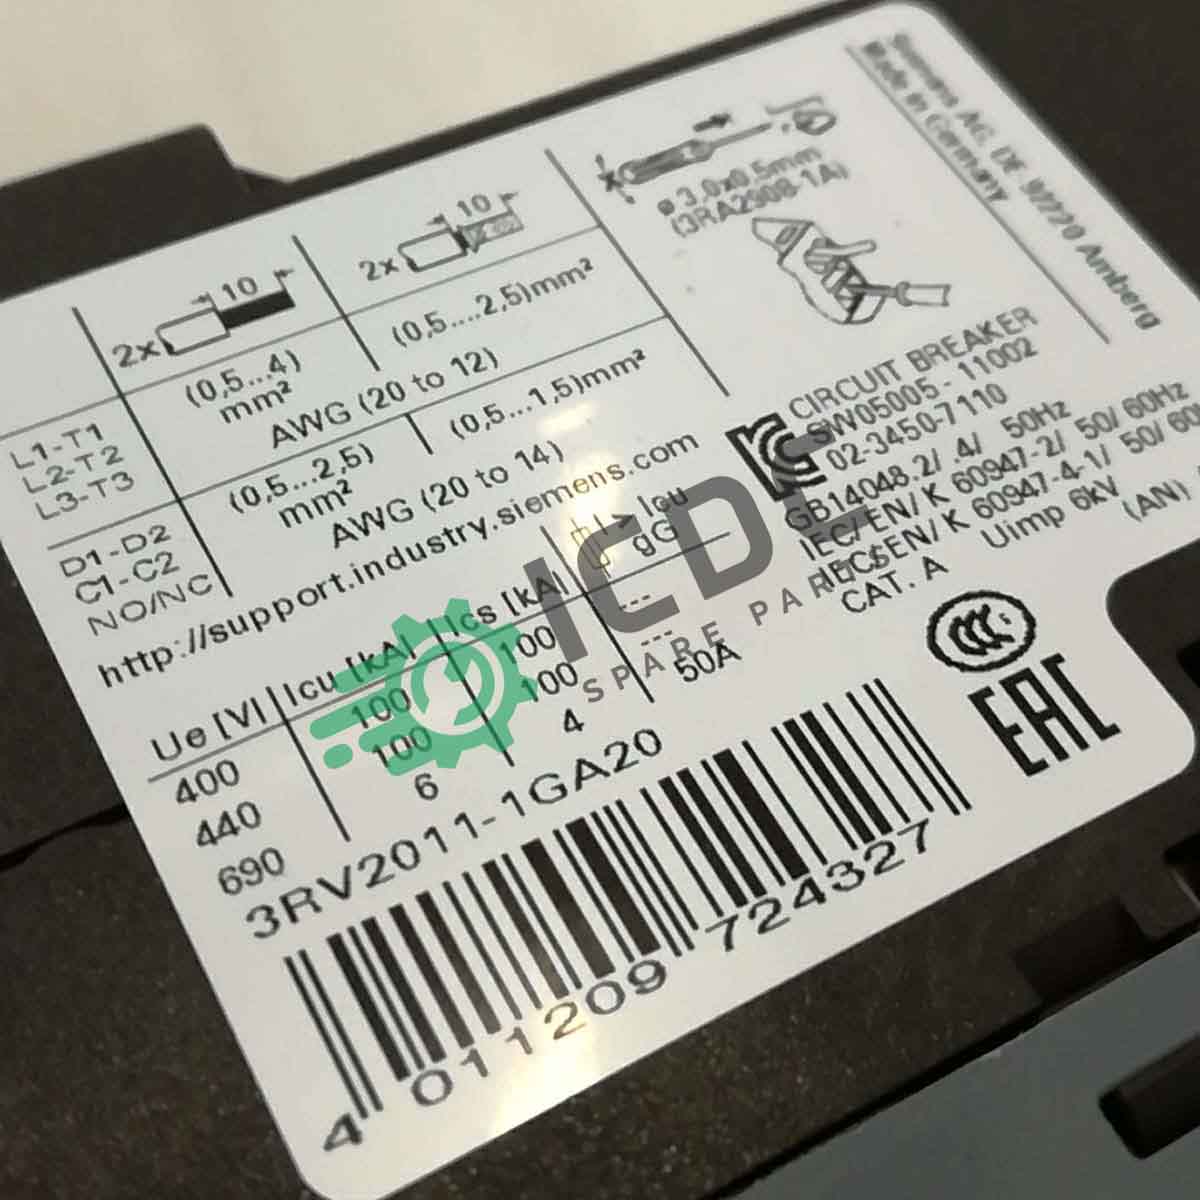 Siemens AG, DE 92220 Amberg
Made in Germany
ø 3,0x0,5mm
(3RA2908-1A)
10
2x
10
2x
L1-T1
L2-T2
L3-T3
(0,5...4)
mm²
(0,5....2,5)mm²
AWG (20 to 12)
D1-D2
C1-C2
NO/NC
(0,5...2,5)
mm²
(0,5...1,5)mm²
AWG (20 to 14)
http://support.industry.siemens.com
CIRCUIT BREAKER
SW05005-11002
02-3450-7110
GB14048.2/.4/ 50Hz
IEC/EN/K 60947-2/ 50/60Hz
60947-4-1/ 50/60
CAT. A
Uimp 6kV
(AN)
Ue [V] Icu [kA] Ics [kA] > Icu
gG
400 100 100 ---
440 100 100 ---
690 6 4 50A
3RV2011-1GA20
4 011209 724327
CCC
EAC
ICDE
SPARE PARTS